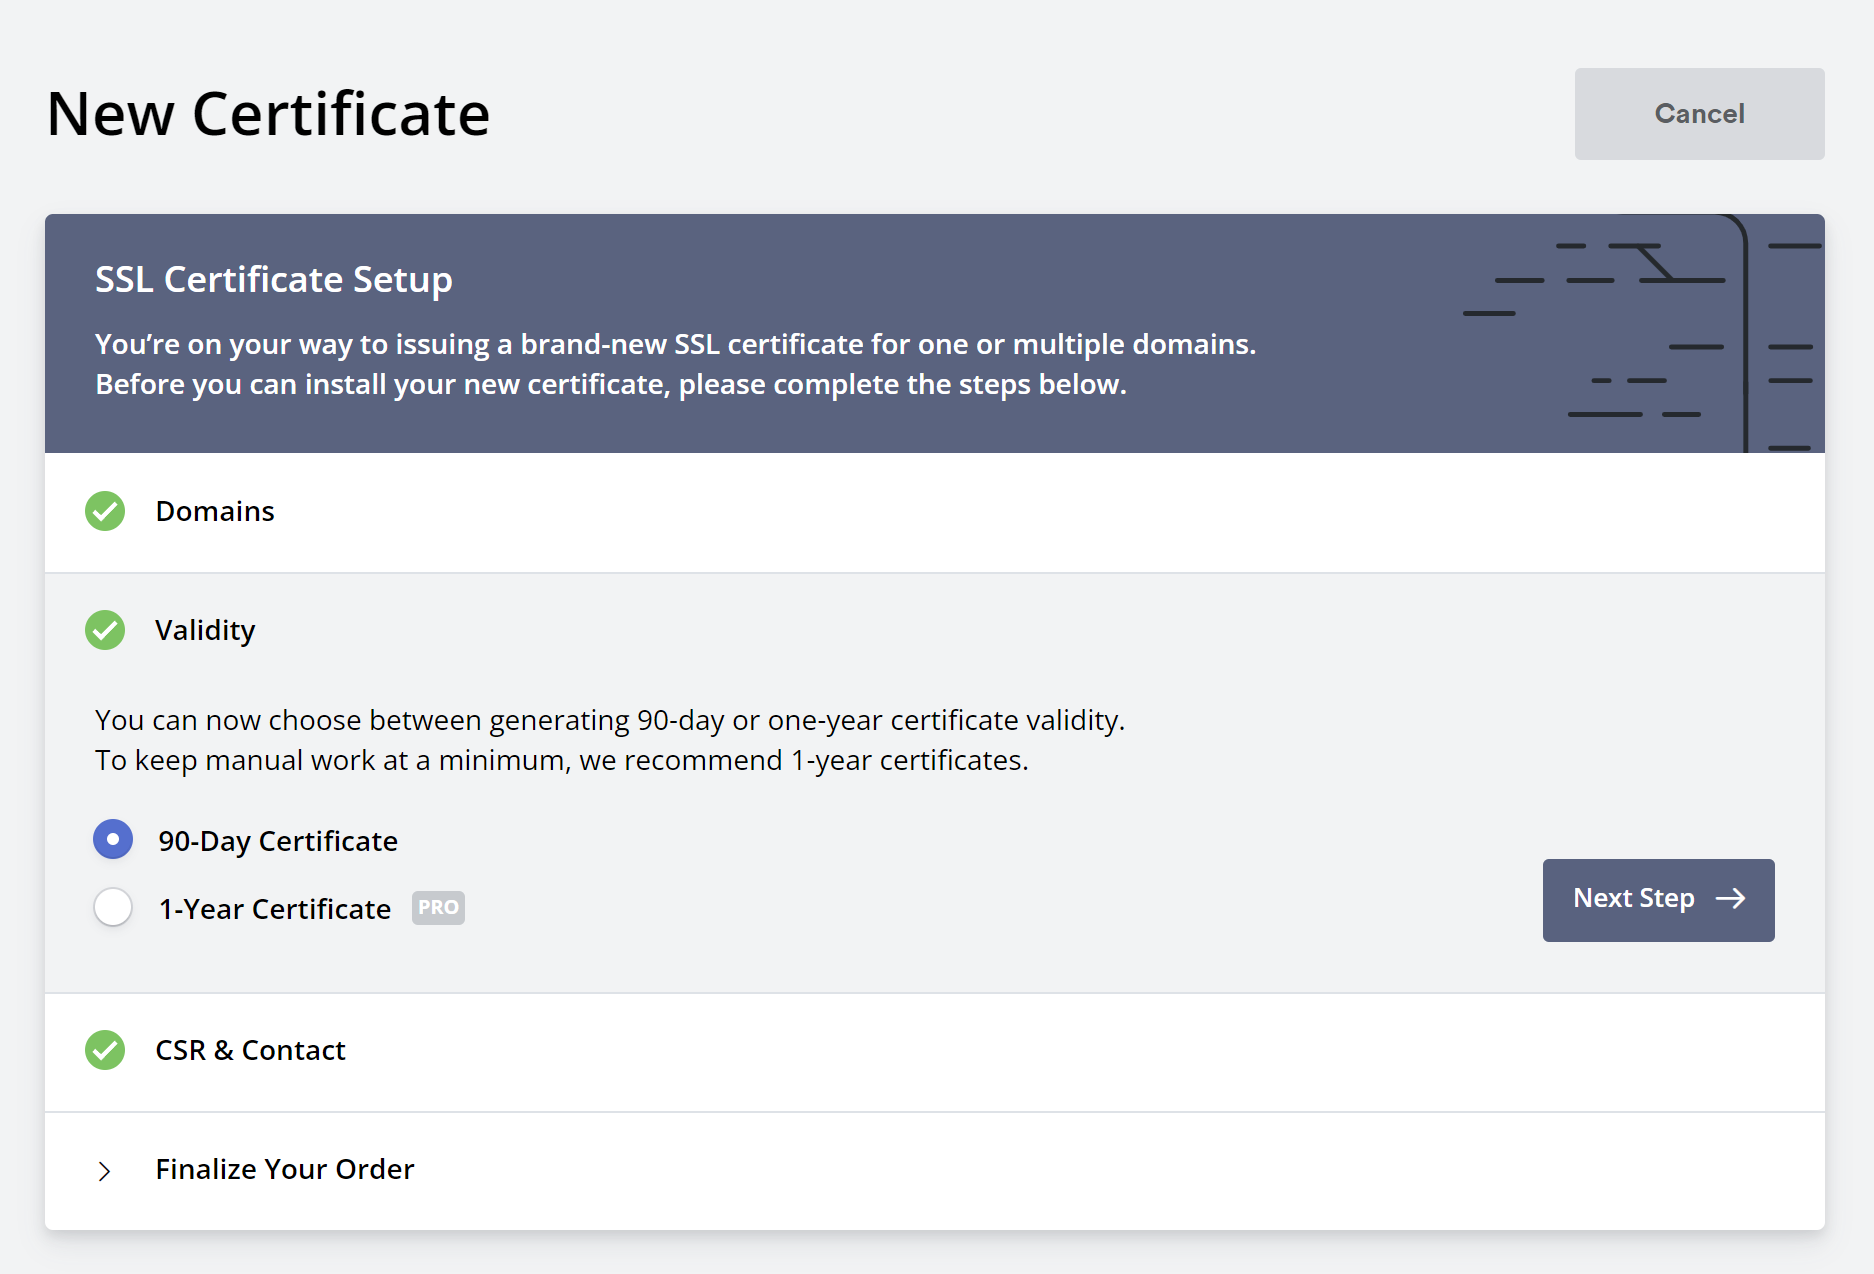 New Certificate
Cancel
SSL Certificate Setup
You’re on your way to issuing a brand-new SSL certificate for one or multiple domains.
Before you can install your new certificate, please complete the steps below.
Domains
Validity
You can now choose between generating 90-day or one-year certificate validity.
To keep manual work at a minimum, we recommend 1-year certificates.
90-Day Certificate
1-Year Certificate PRO
Next Step
CSR & Contact
Finalize Your Order